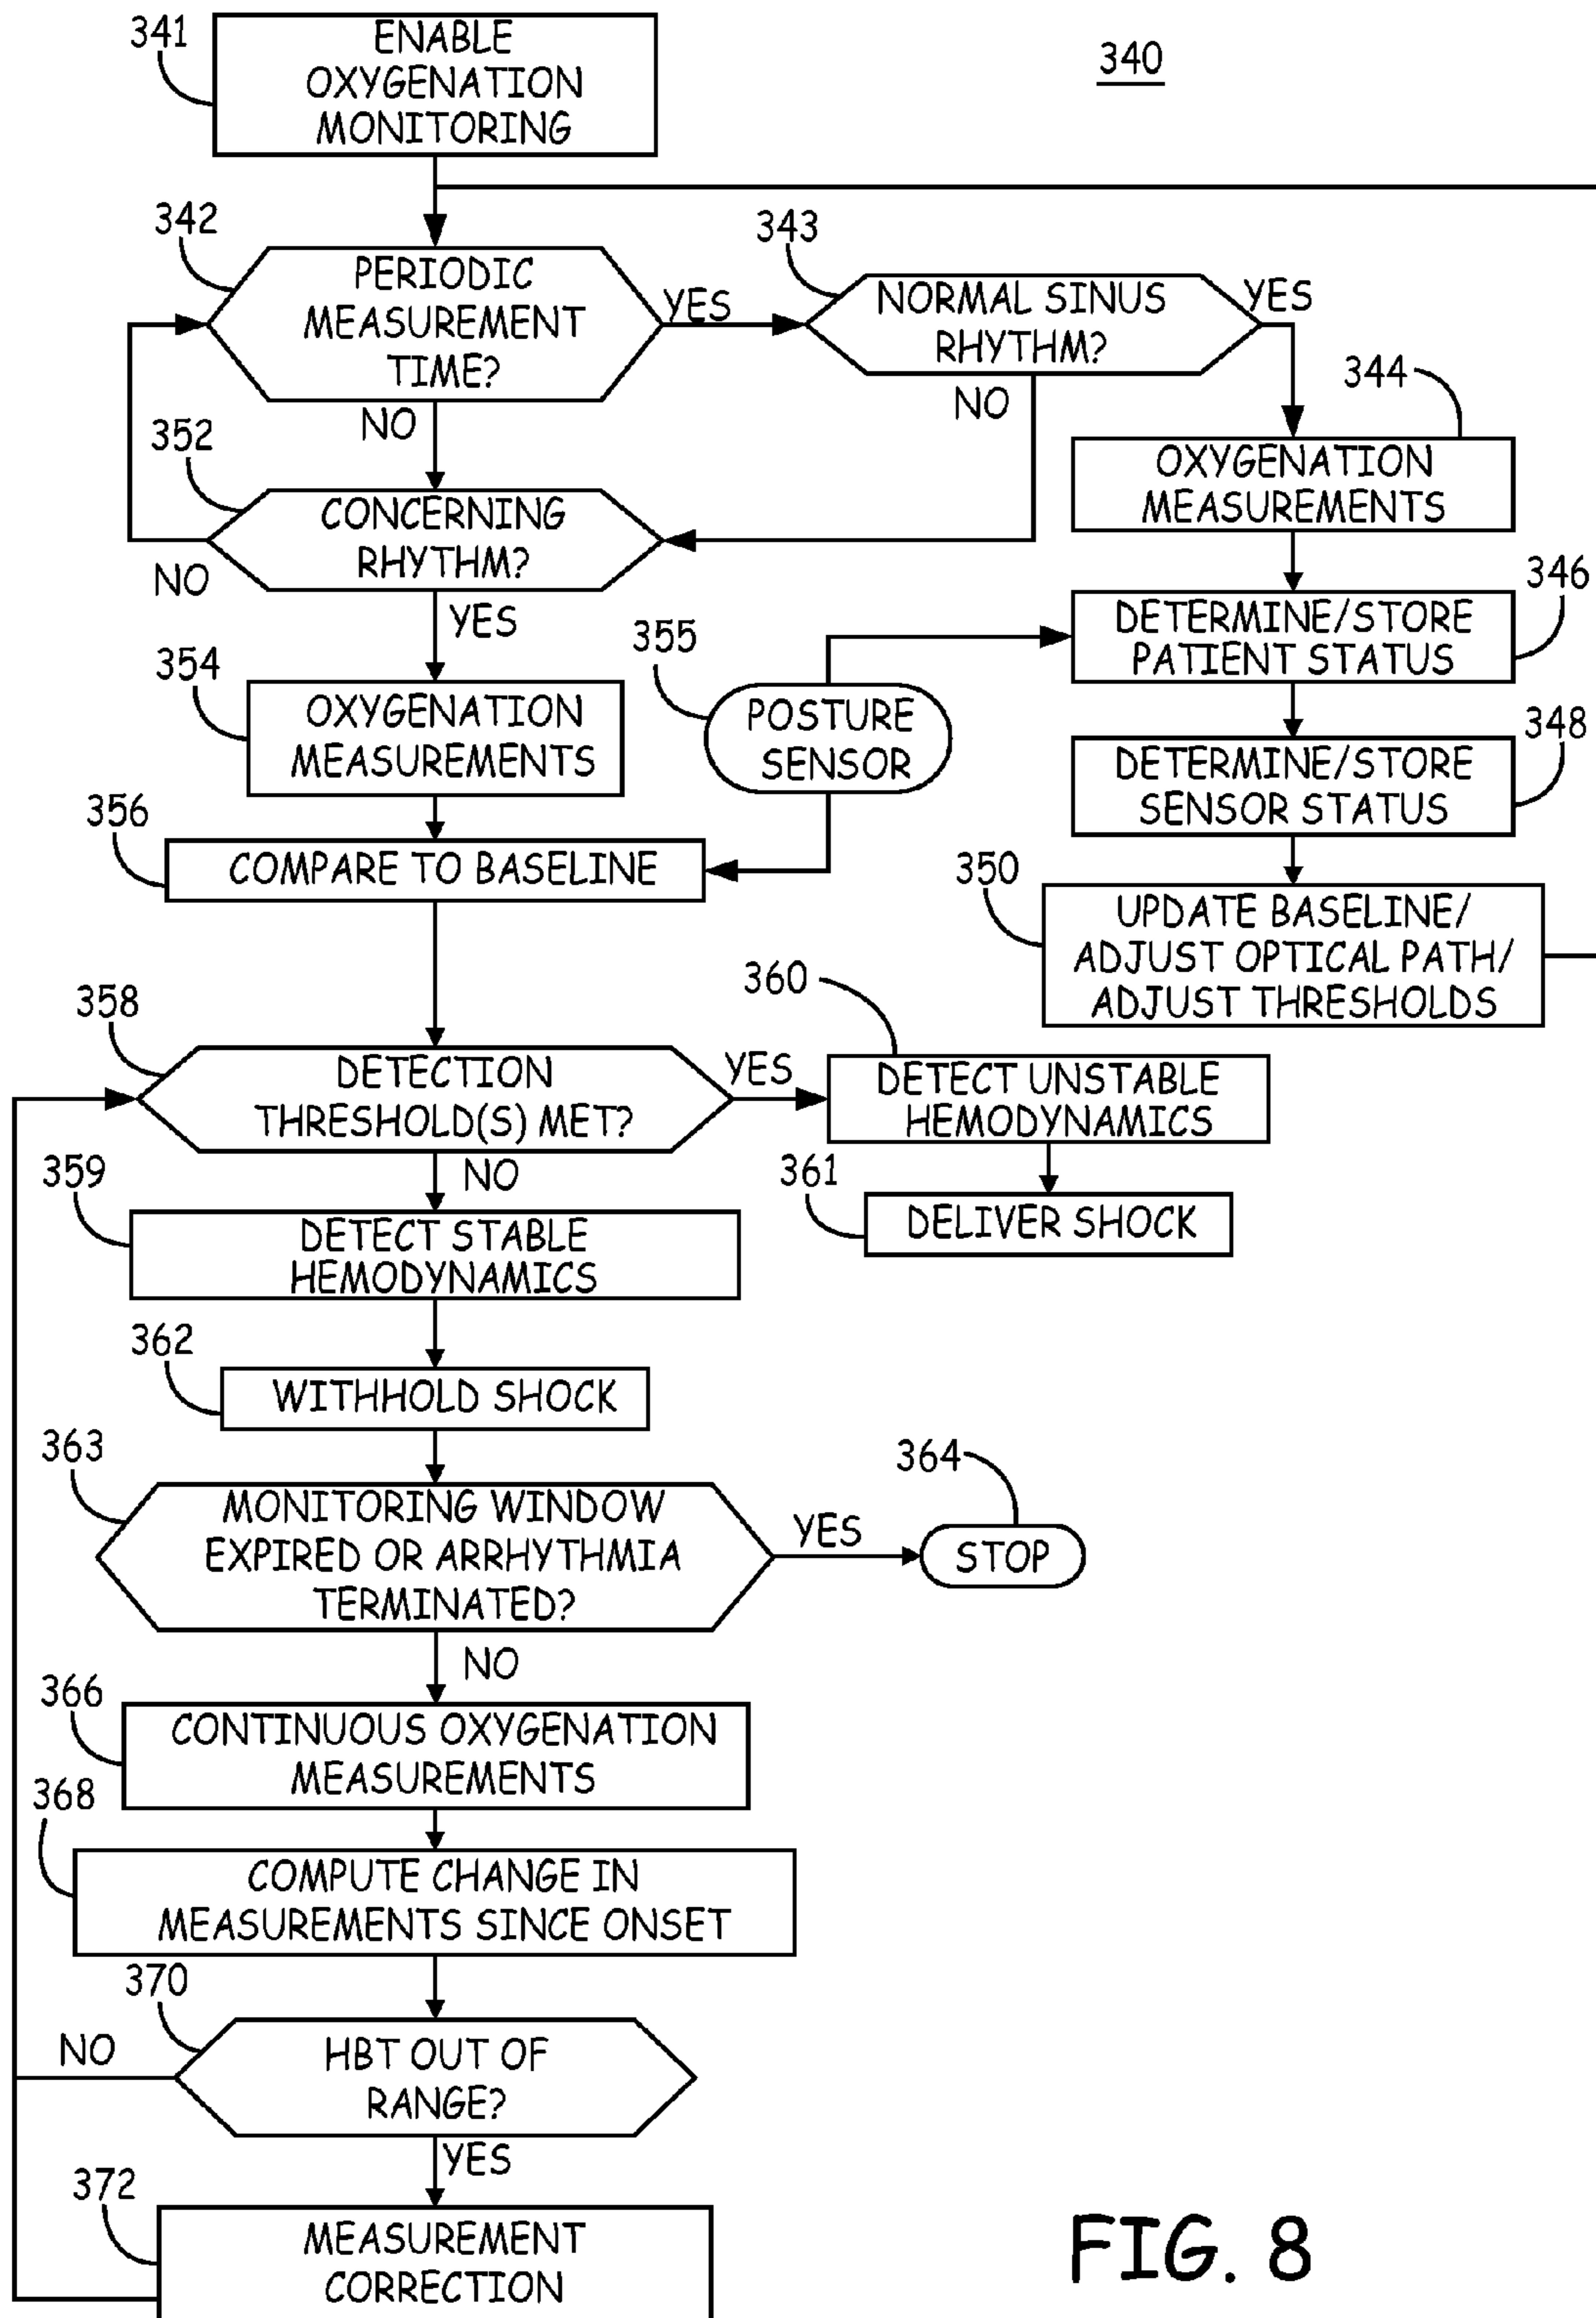 341
ENABLE
OXYGENATION
MONITORING
340
342
PERIODIC
MEASUREMENT
TIME?
YES
NO
343
NORMAL SINUS
RHYTHM?
YES
NO
344
OXYGENATION
MEASUREMENTS
352
CONCERNING
RHYTHM?
NO
YES
346
DETERMINE/STORE
PATIENT STATUS
354
OXYGENATION
MEASUREMENTS
355
POSTURE
SENSOR
348
DETERMINE/STORE
SENSOR STATUS
356
COMPARE TO BASELINE
350
UPDATE BASELINE/
ADJUST OPTICAL PATH/
ADJUST THRESHOLDS
358
DETECTION
THRESHOLD(S) MET?
YES
NO
360
DETECT UNSTABLE
HEMODYNAMICS
361
DELIVER SHOCK
359
DETECT STABLE
HEMODYNAMICS
362
WITHHOLD SHOCK
363
MONITORING WINDOW
EXPIRED OR ARRHYTHMIA
TERMINATED?
YES
NO
364
STOP
366
CONTINUOUS OXYGENATION
MEASUREMENTS
368
COMPUTE CHANGE IN
MEASUREMENTS SINCE ONSET
370
HBT OUT OF
RANGE?
NO
YES
372
MEASUREMENT
CORRECTION
FIG. 8